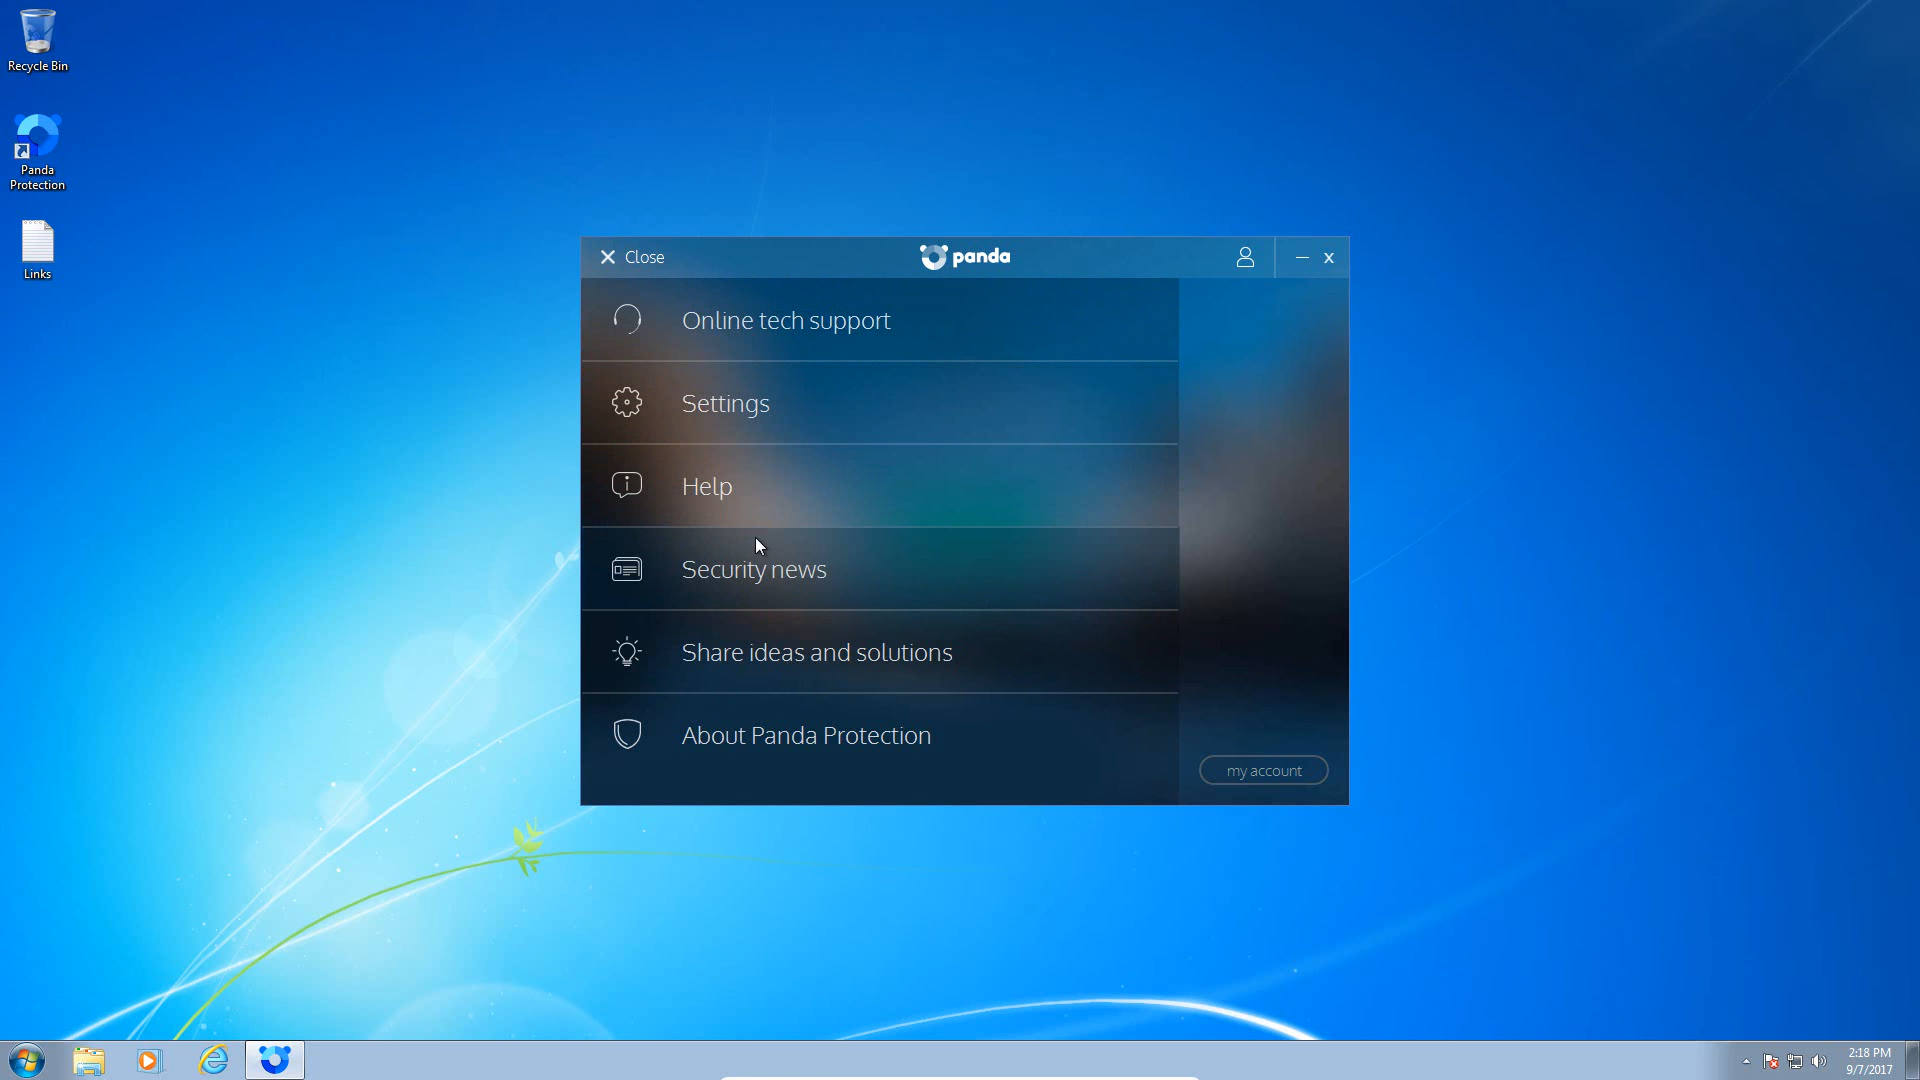 Recycle Bin
Panda
Protection
Links
Close
panda
x
Online tech support
Settings
Help
Security news
Share ideas and solutions
About Panda Protection
my account
2:18 PM
9/7/2017